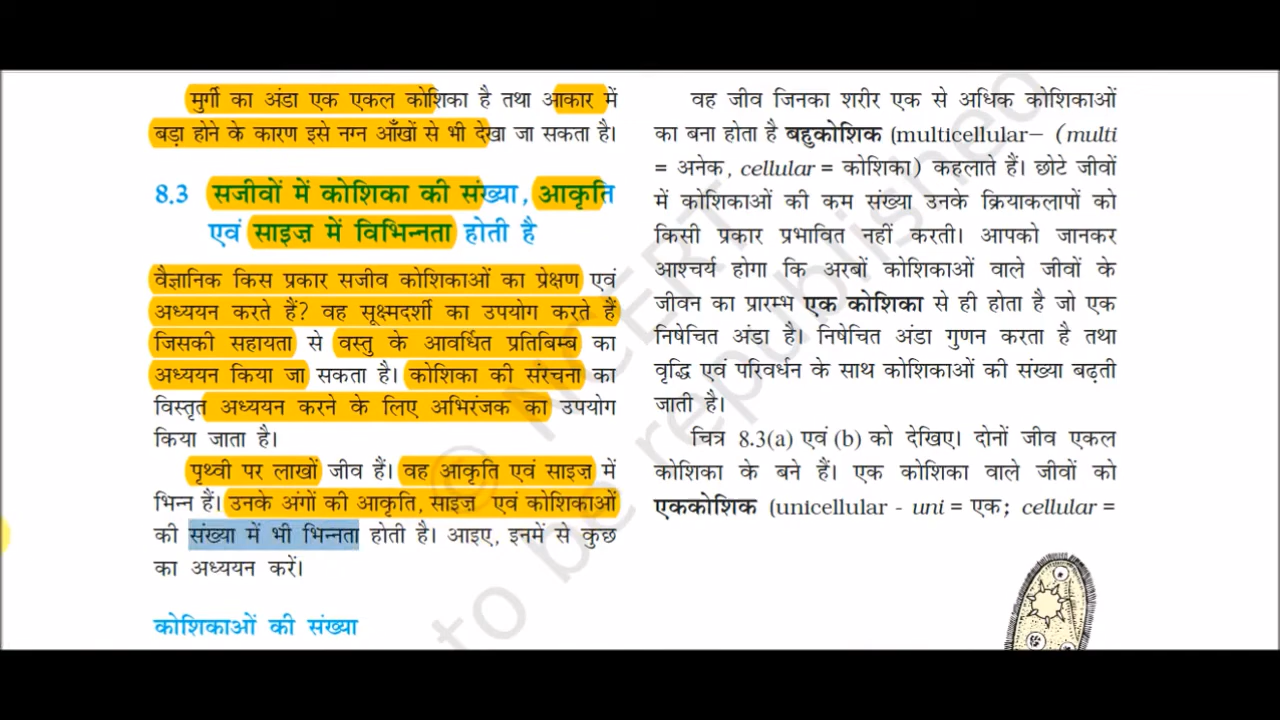 मुर्गी का अंडा एक एकल कोशिका है तथा आकार में
बड़ा होने के कारण इसे नग्न आँखों से भी देखा जा सकता है।
8.3 सजीवों में कोशिका की संख्या, आकृति
एवं साइज़ में विभिन्नता होती है
वैज्ञानिक किस प्रकार सजीव कोशिकाओं का प्रेक्षण एवं
अध्ययन करते हैं? वह सूक्ष्मदर्शी का उपयोग करते हैं
जिसकी सहायता से वस्तु के आवर्धित प्रतिबिम्ब का
अध्ययन किया जा सकता है। कोशिका की संरचना का
विस्तृत अध्ययन करने के लिए अभिरंजक का उपयोग
किया जाता है।
पृथ्वी पर लाखों जीव हैं। वह आकृति एवं साइज़ में
भिन्न हैं। उनके अंगों की आकृति, साइज़ एवं कोशिकाओं
की संख्या में भी भिन्नता होती है। आइए, इनमें से कुछ
का अध्ययन करें।
कोशिकाओं की संख्या
वह जीव जिनका शरीर एक से अधिक कोशिकाओं
का बना होता है बहुकोशिक (multicellular– (multi
= अनेक, cellular = कोशिका) कहलाते हैं। छोटे जीवों
में कोशिकाओं की कम संख्या उनके क्रियाकलापों को
किसी प्रकार प्रभावित नहीं करती। आपको जानकर
आश्चर्य होगा कि अरबों कोशिकाओं वाले जीवों के
जीवन का प्रारम्भ एक कोशिका से ही होता है जो एक
निषेचित अंडा है। निषेचित अंडा गुणन करता है तथा
वृद्धि एवं परिवर्धन के साथ कोशिकाओं की संख्या बढ़ती
जाती है।
चित्र 8.3(a) एवं (b) को देखिए। दोनों जीव एकल
कोशिका के बने हैं। एक कोशिका वाले जीवों को
एककोशिक (unicellular - uni = एक; cellular =
© NCERT
to be republished